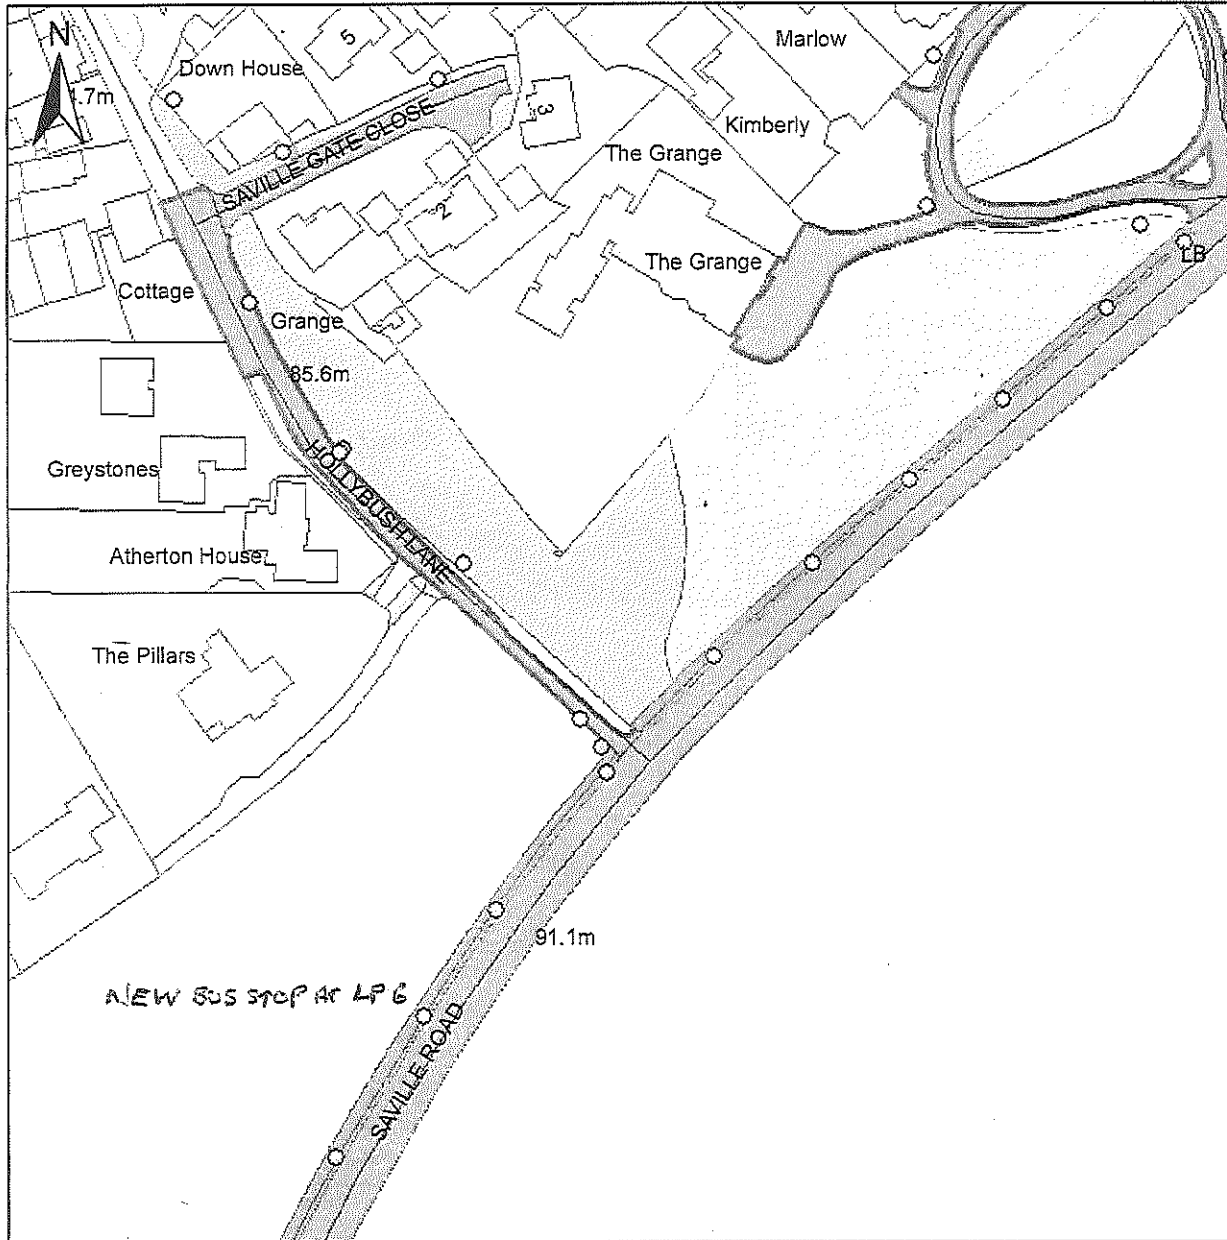 N
5
Marlow
Down House
.7m
SAVILLE GATE CLOSE
3
Kimberly
The Grange
2
The Grange
LB
Cottage
Grange
85.6m
Greystones
HOLLYBUSH LANE
Atherton House
The Pillars
91.1m
NEW BUS STOP AT LP 6
SAVILLE ROAD